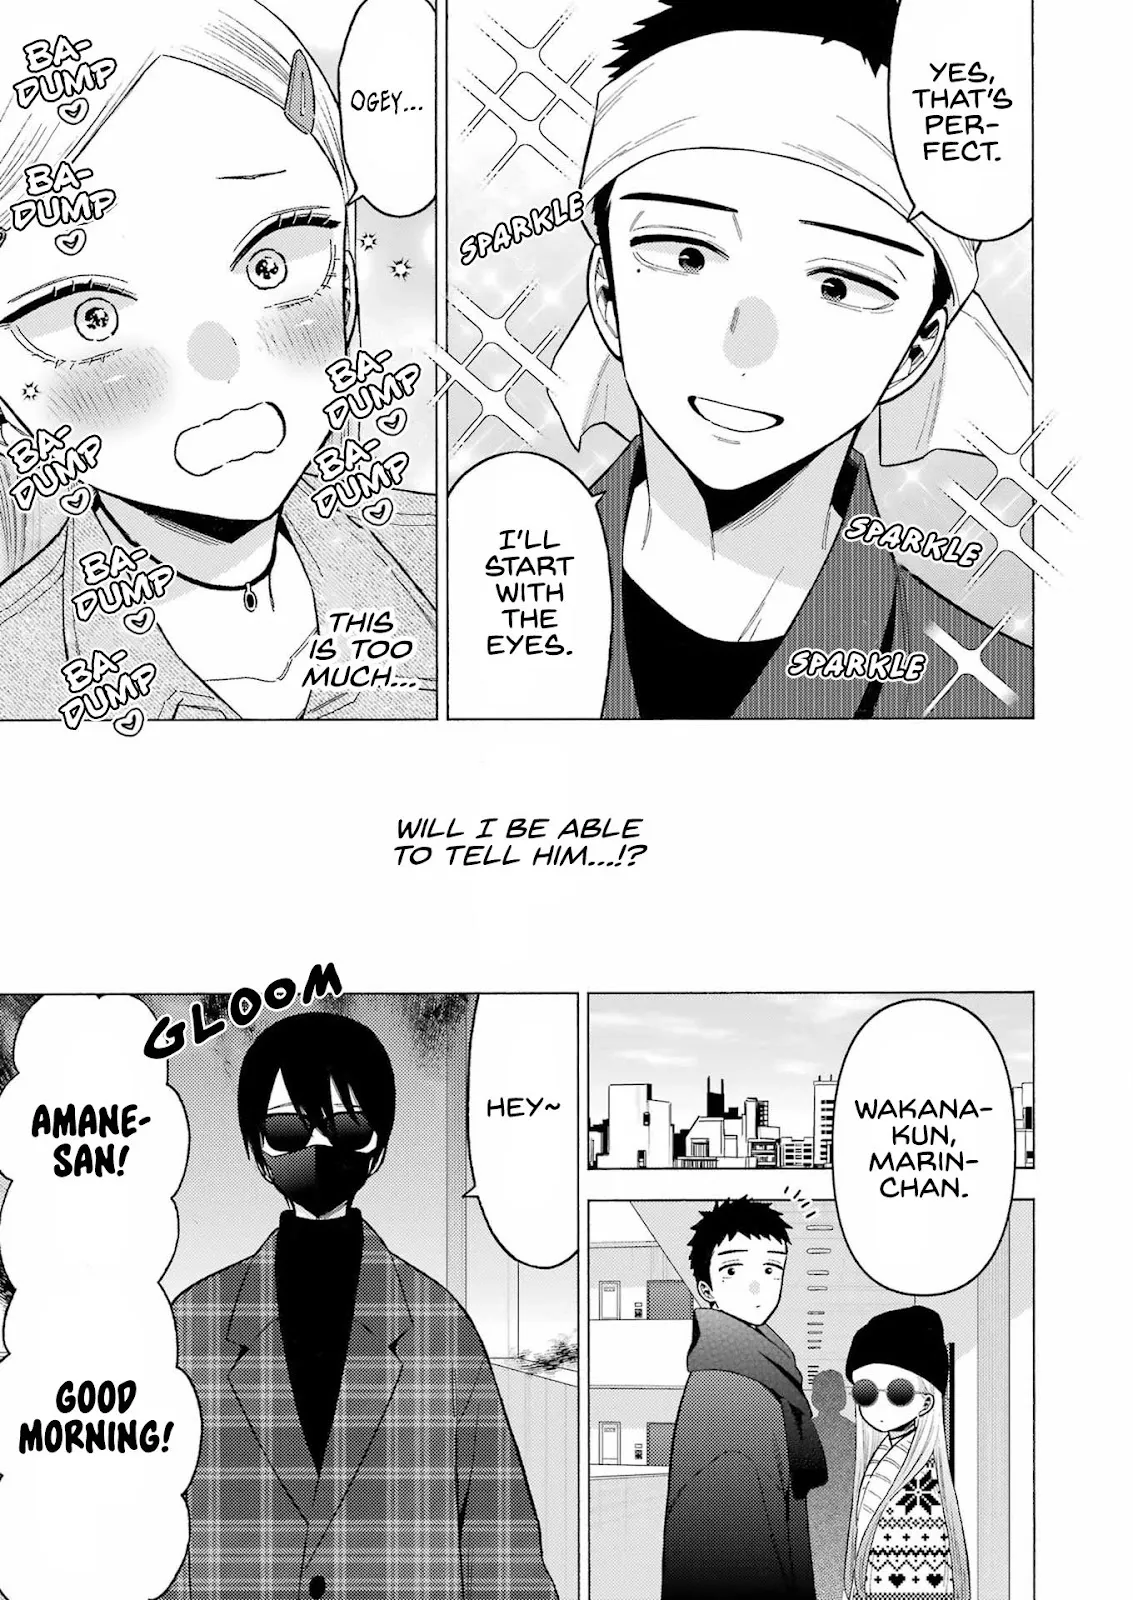 YES,
THAT'S
PER-
FECT.
SPARKLE
I'LL
START
WITH
THE
EYES.
SPARKLE
SPARKLE
OGEY...
BA-
DUMP
BA-
DUMP
BA-
DUMP
BA-
DUMP
BA-
DUMP
BA-
DUMP
BA-
DUMP
THIS
IS TOO
MUCH...
WILL I BE ABLE
TO TELL HIM...!?
WAKANA-
KUN,
MARIN-
CHAN.
HEY~
GLOOM
AMANE-
SAN!
GOOD
MORNING!